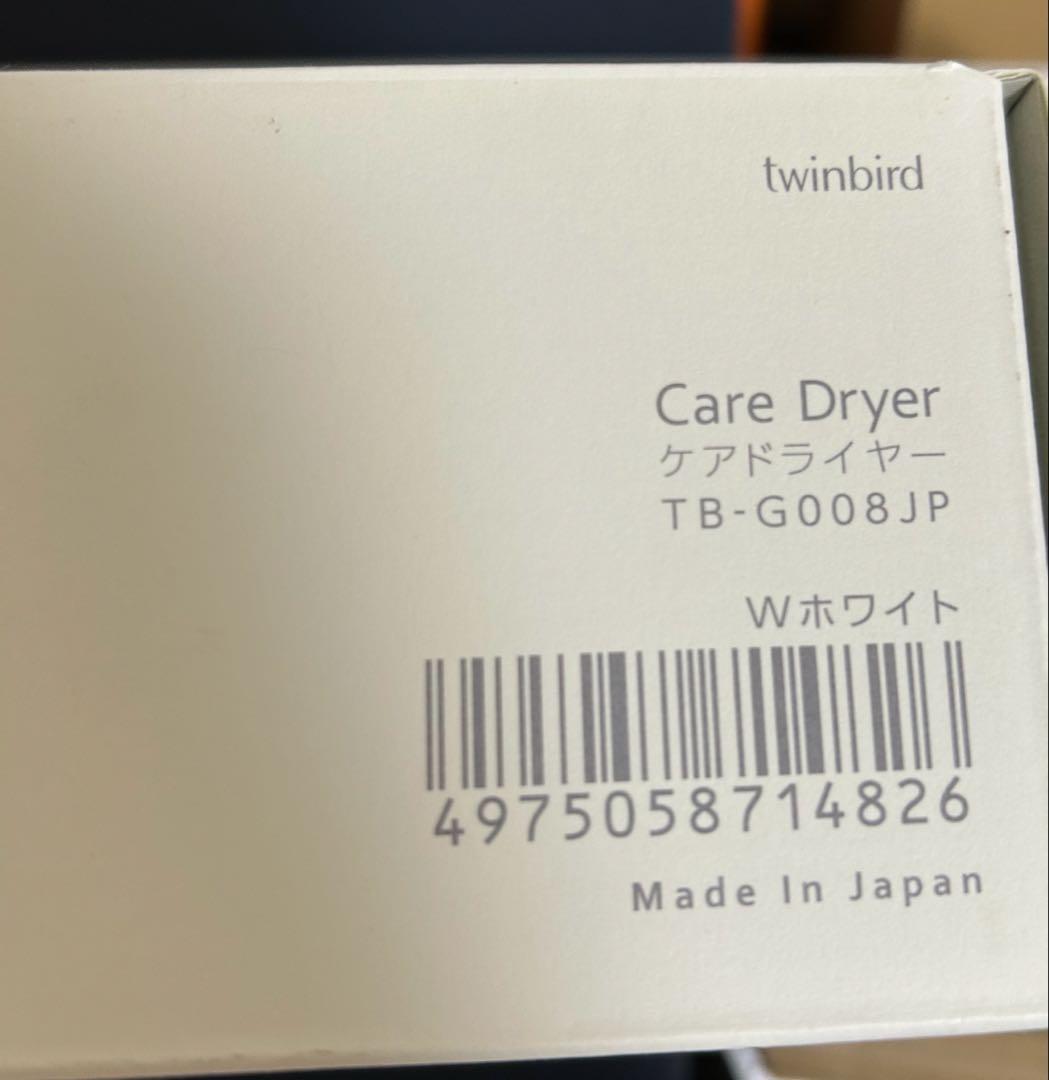 twinbird
Care Dryer
ケアドライヤー
TB-G008JP
Wホワイト
4975058714826
Made In Japan